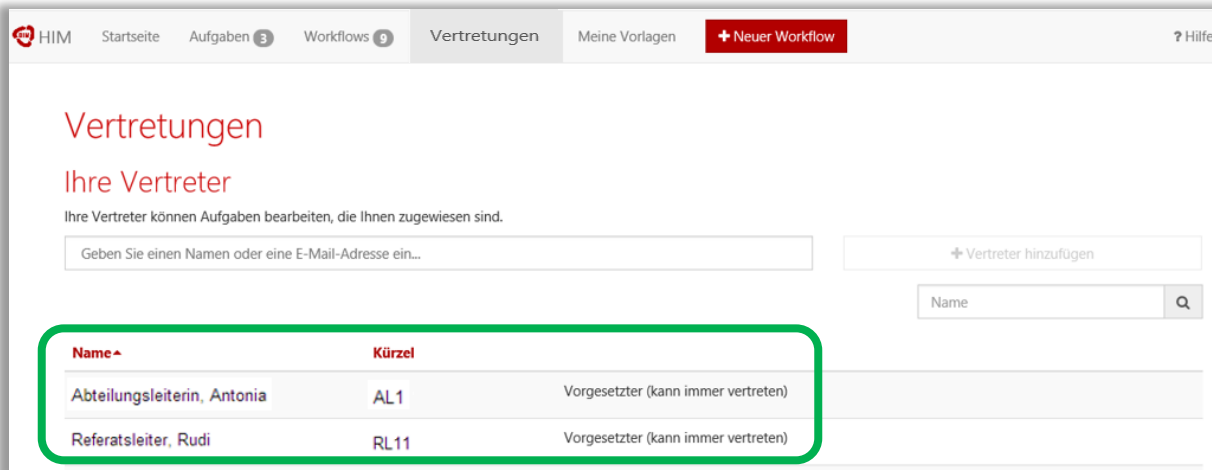 HIM Startseite Aufgaben 3 Workflows 9 Vertretungen Meine Vorlagen + Neuer Workflow ? Hilfe
Vertretungen
Ihre Vertreter
Ihre Vertreter können Aufgaben bearbeiten, die Ihnen zugewiesen sind.
Geben Sie einen Namen oder eine E-Mail-Adresse ein... + Vertreter hinzufügen
Name
Name Kürzel
Abteilungsleiterin, Antonia AL1 Vorgesetzter (kann immer vertreten)
Referatsleiter, Rudi RL11 Vorgesetzter (kann immer vertreten)